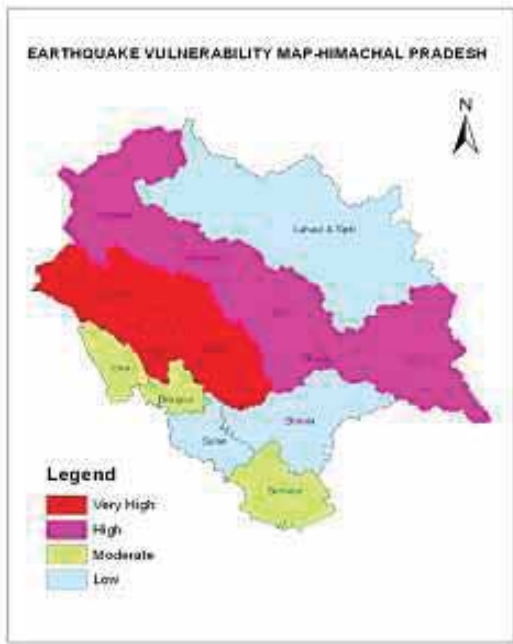 EARTHQUAKE VULNERABILITY MAP-HIMACHAL PRADESH
N
Lahaul & Spiti
Una
Bilaspur
Shimla
Solan
Sirmaur
Legend
Very High
High
Moderate
Low